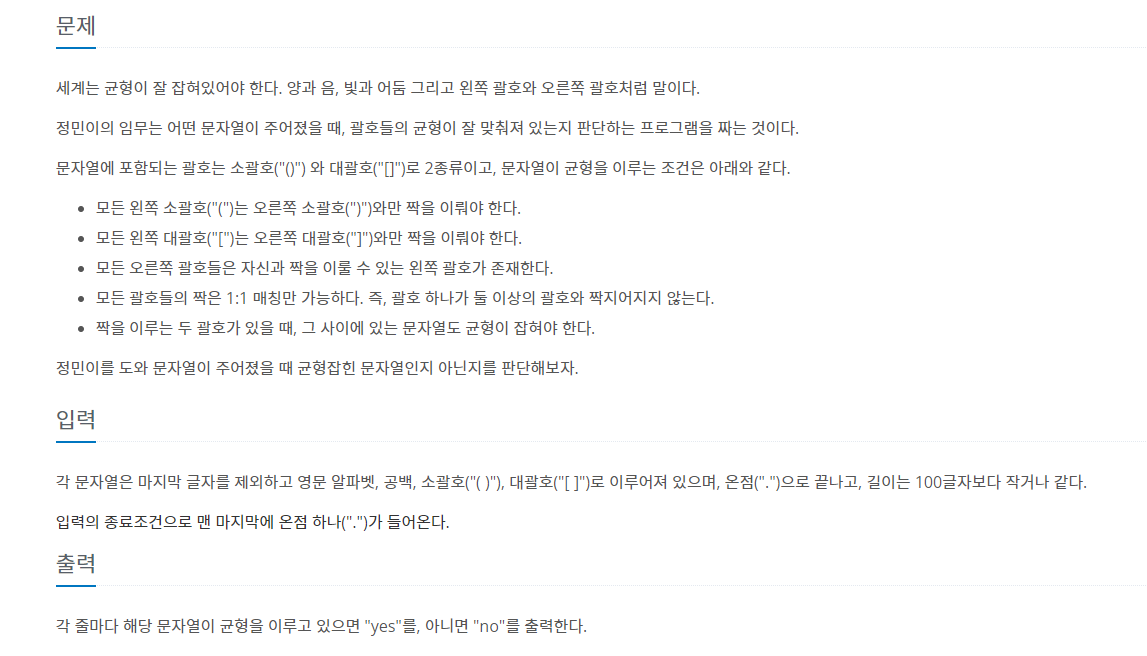 문제
세계는 균형이 잘 잡혀있어야 한다. 양과 음, 빛과 어둠 그리고 왼쪽 괄호와 오른쪽 괄호처럼 말이다.
정민이의 임무는 어떤 문자열이 주어졌을 때, 괄호들의 균형이 잘 맞춰져 있는지 판단하는 프로그램을 짜는 것이다.
문자열에 포함되는 괄호는 소괄호("()") 와 대괄호("[]")로 2종류이고, 문자열이 균형을 이루는 조건은 아래와 같다.
• 모든 왼쪽 소괄호("(")는 오른쪽 소괄호(")")와만 짝을 이뤄야 한다.
• 모든 왼쪽 대괄호("[")는 오른쪽 대괄호("]")와만 짝을 이뤄야 한다.
• 모든 오른쪽 괄호들은 자신과 짝을 이룰 수 있는 왼쪽 괄호가 존재한다.
• 모든 괄호들의 짝은 1:1 매칭만 가능하다. 즉, 괄호 하나가 둘 이상의 괄호와 짝지어지지 않는다.
• 짝을 이루는 두 괄호가 있을 때, 그 사이에 있는 문자열도 균형이 잡혀야 한다.
정민이를 도와 문자열이 주어졌을 때 균형잡힌 문자열인지 아닌지를 판단해보자.
입력
각 문자열은 마지막 글자를 제외하고 영문 알파벳, 공백, 소괄호("( )"), 대괄호("[ ]")로 이루어져 있으며, 온점(".")으로 끝나고, 길이는 100글자보다 작거나 같다.
입력의 종료조건으로 맨 마지막에 온점 하나(".")가 들어온다.
출력
각 줄마다 해당 문자열이 균형을 이루고 있으면 "yes"를, 아니면 "no"를 출력한다.